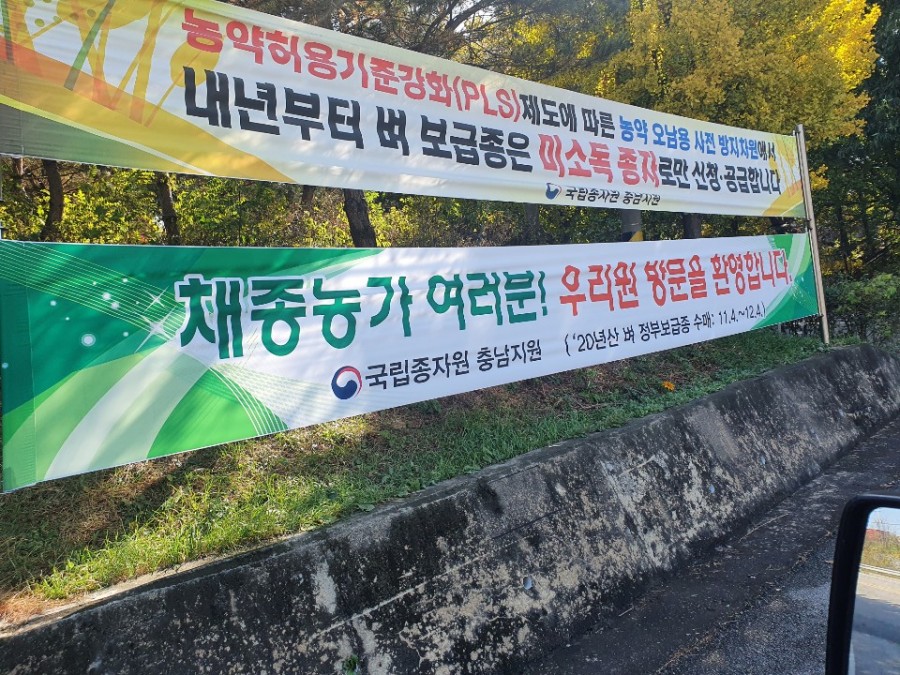 농약허용기준강화(PLS)제도에 따른 농약 오남용 사전 방지차원에서
내년부터 벼 보급종은 미소독 종자로만 신청·공급합니다
국립종자원 충남지원
채종농가 여러분! 우리원 방문을 환영합니다.
국립종자원 충남지원 ('20년산 벼 정부보급종 수매: 11.4.~12.4.)